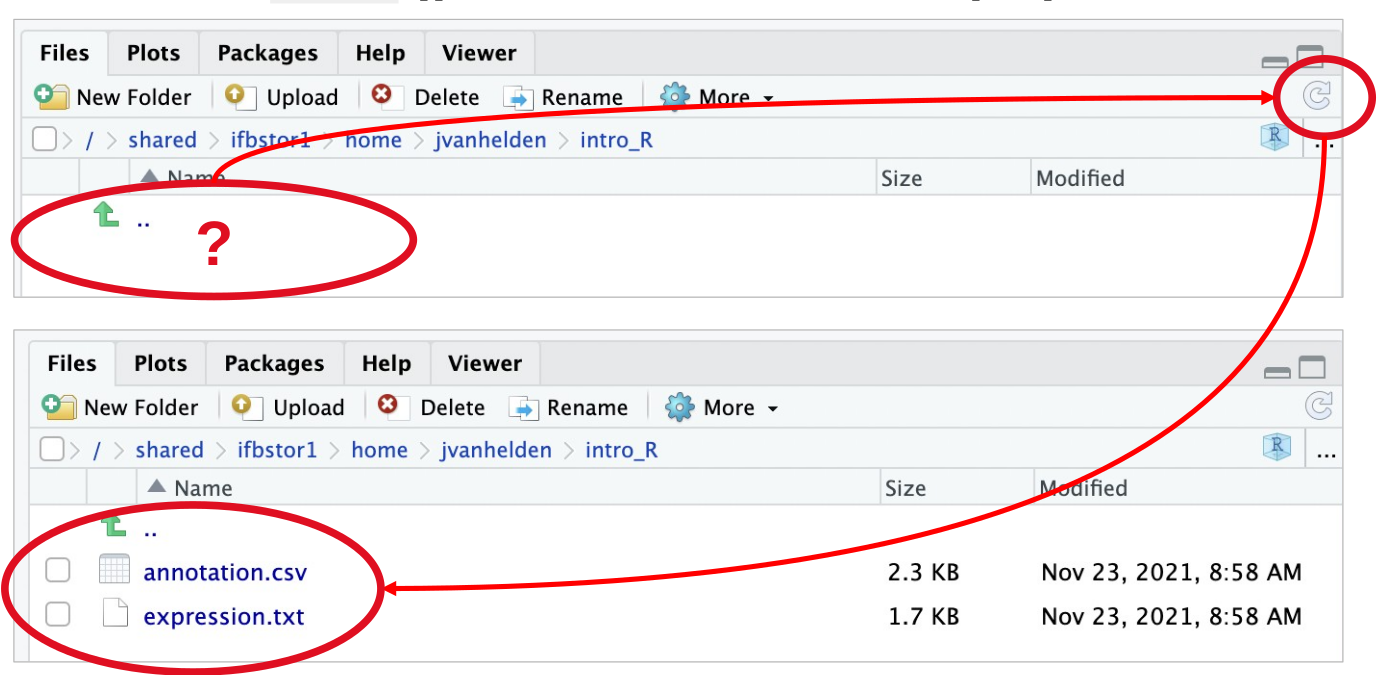 Files Plots Packages Help Viewer
New Folder Upload Delete Rename More
/ > shared > ifbstor1 > home > jvanhelden > intro_R R ...
Name Size Modified
..
?
Files Plots Packages Help Viewer
New Folder Upload Delete Rename More
/ > shared > ifbstor1 > home > jvanhelden > intro_R R ...
Name Size Modified
..
annotation.csv 2.3 KB Nov 23, 2021, 8:58 AM
expression.txt 1.7 KB Nov 23, 2021, 8:58 AM